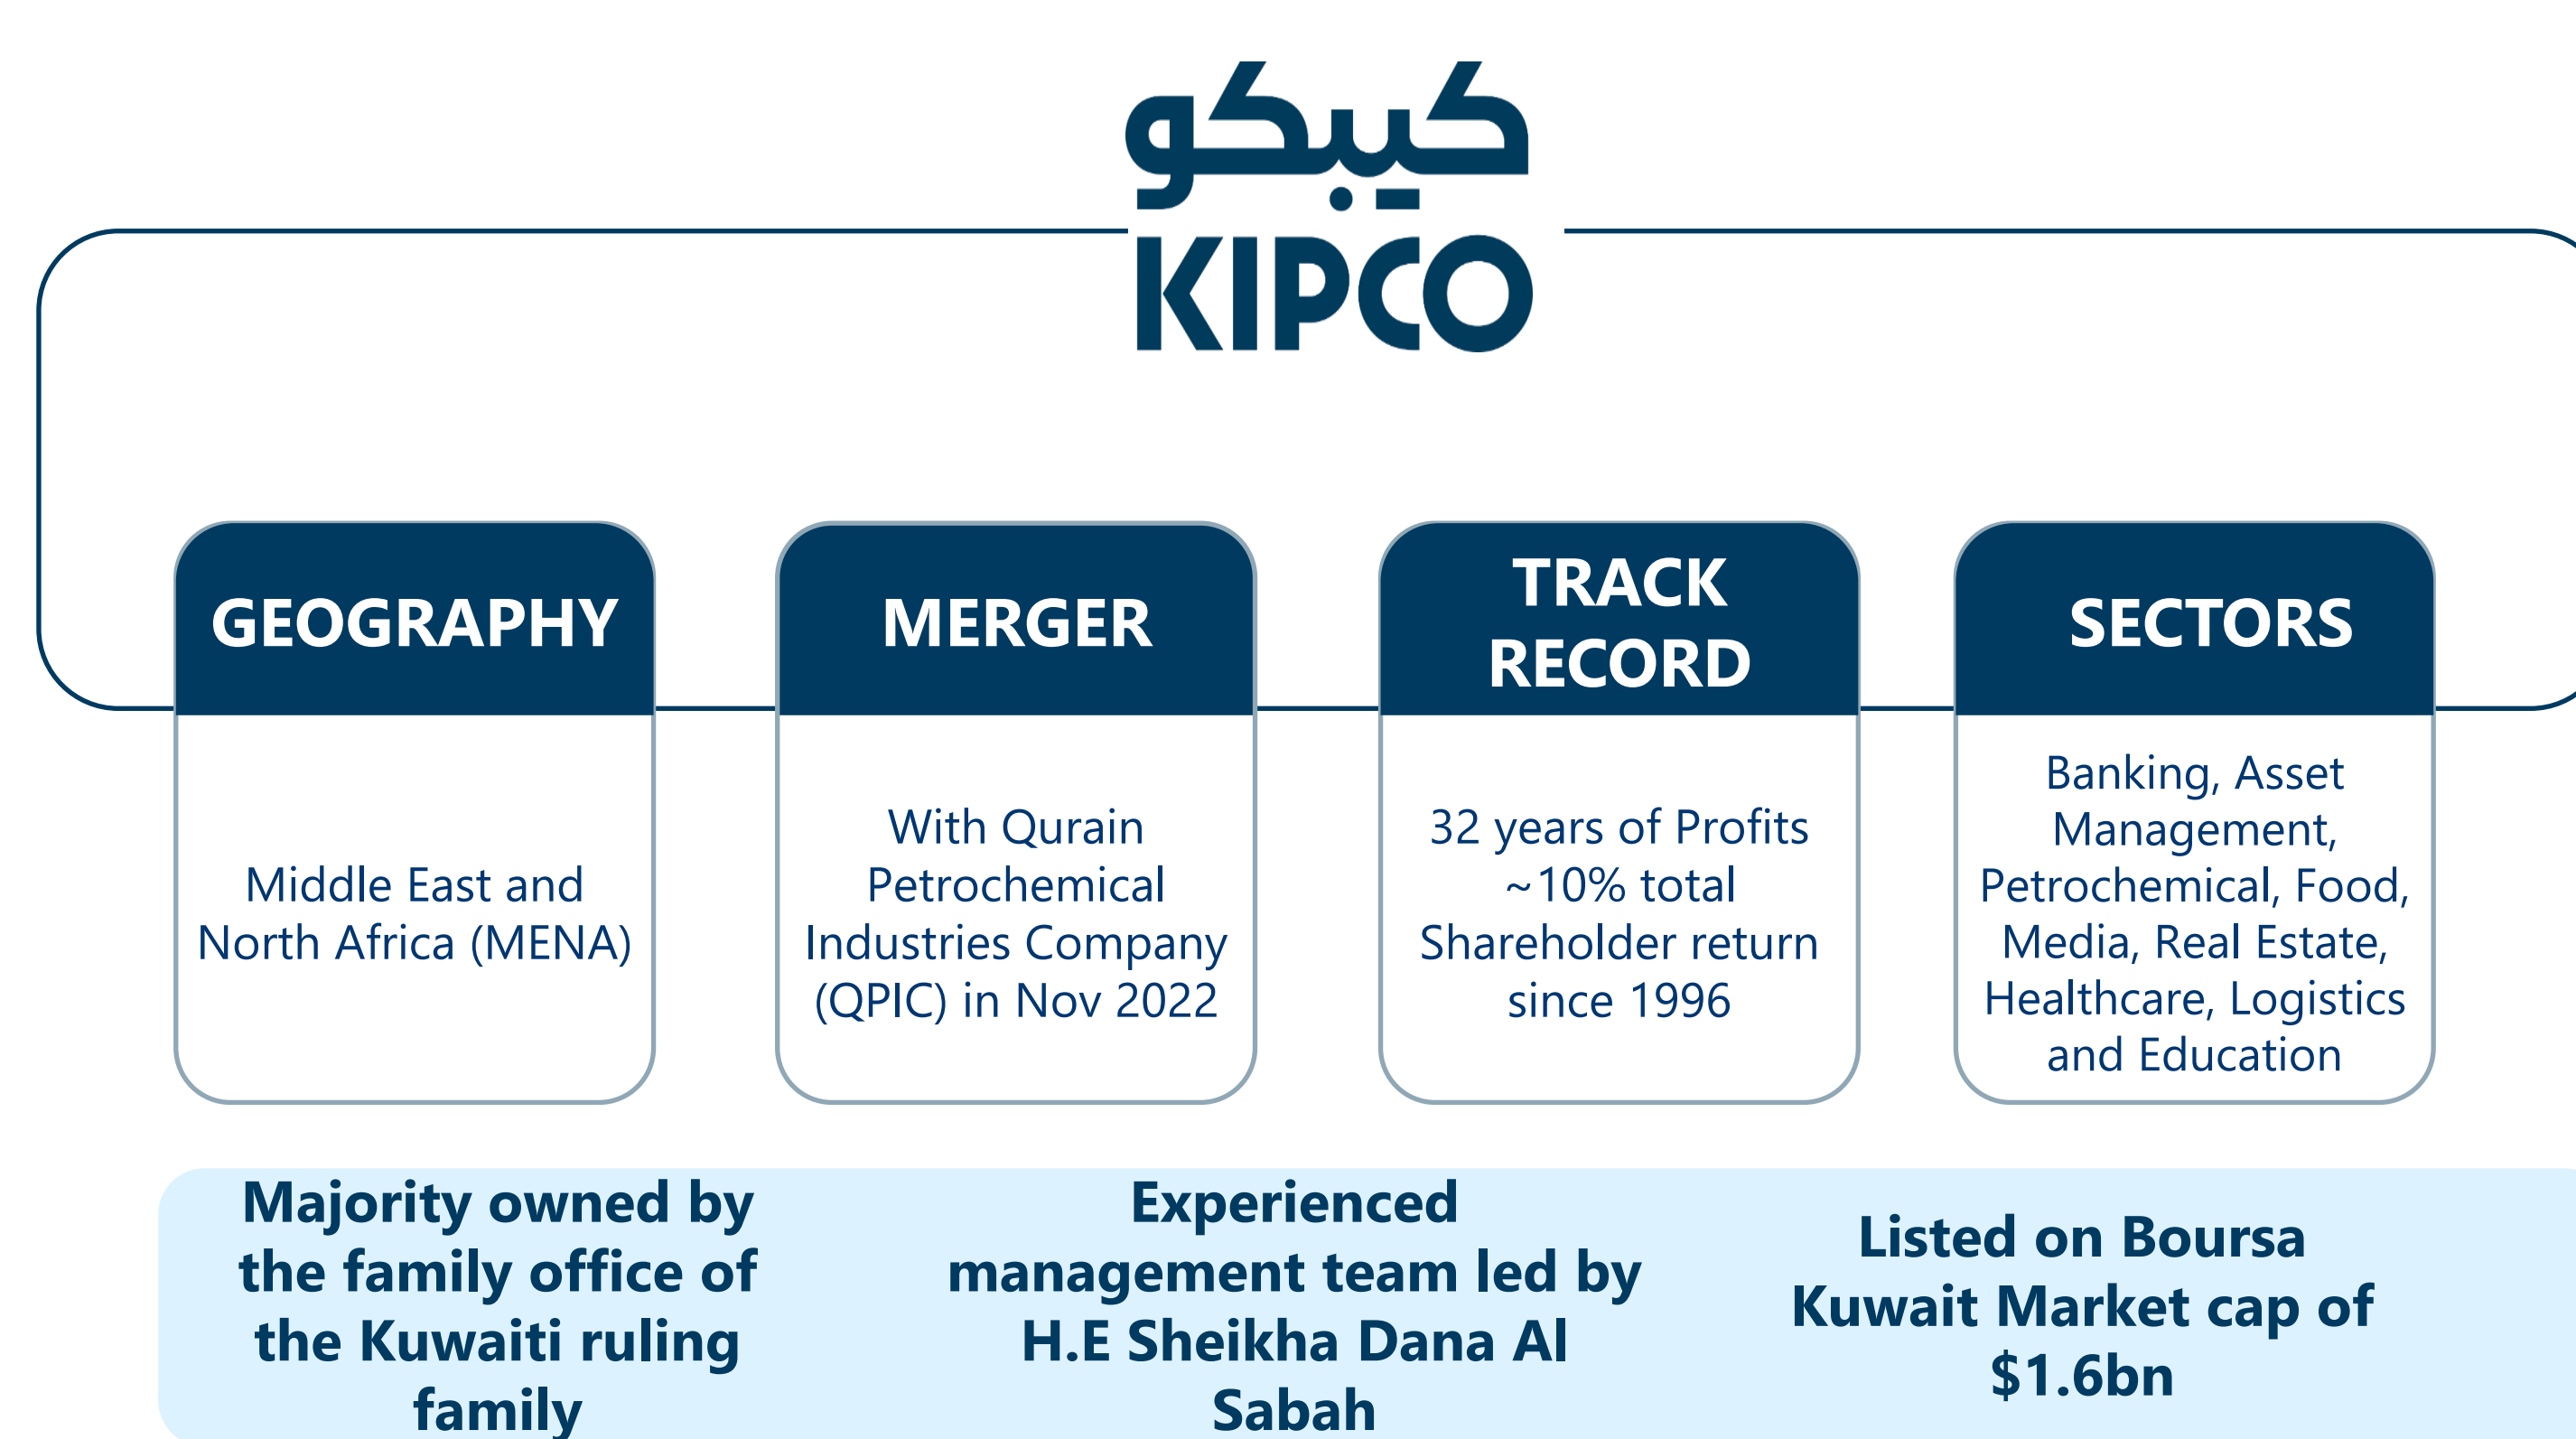 كيبكو
KIPCO
GEOGRAPHY
Middle East and
North Africa (MENA)
MERGER
With Qurain
Petrochemical
Industries Company
(QPIC) in Nov 2022
TRACK
RECORD
32 years of Profits
~10% total
Shareholder return
since 1996
SECTORS
Banking, Asset
Management,
Petrochemical, Food,
Media, Real Estate,
Healthcare, Logistics
and Education
Majority owned by
the family office of
the Kuwaiti ruling
family
Experienced
management team led by
H.E Sheikha Dana Al
Sabah
Listed on Boursa
Kuwait Market cap of
$1.6bn